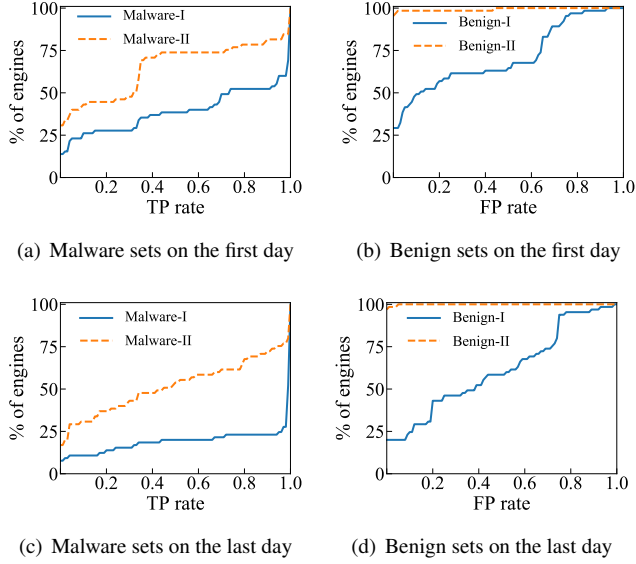 100
75
50
25
0
% of engines
Malware-I
Malware-II
0.2 0.4 0.6 0.8 1.0
TP rate
(a) Malware sets on the first day
100
75
50
25
0
% of engines
Benign-I
Benign-II
0.2 0.4 0.6 0.8 1.0
FP rate
(b) Benign sets on the first day
100
75
50
25
0
% of engines
Malware-I
Malware-II
0.2 0.4 0.6 0.8 1.0
TP rate
(c) Malware sets on the last day
100
75
50
25
0
% of engines
Benign-I
Benign-II
0.2 0.4 0.6 0.8 1.0
FP rate
(d) Benign sets on the last day